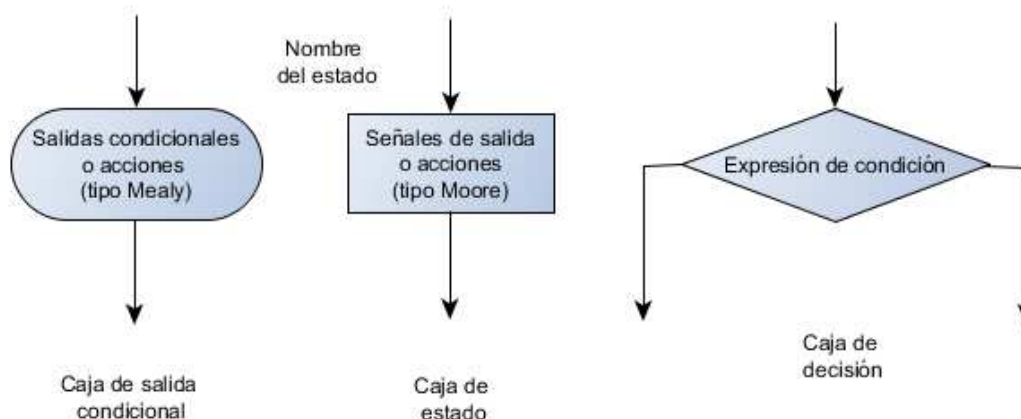 Nombre
del estado
Salidas condicionales
o acciones
(tipo Mealy)
Señales de salida
o acciones
(tipo Moore)
Expresión de condición
Caja de salida
condicional
Caja de
estado
Caja de
decisión